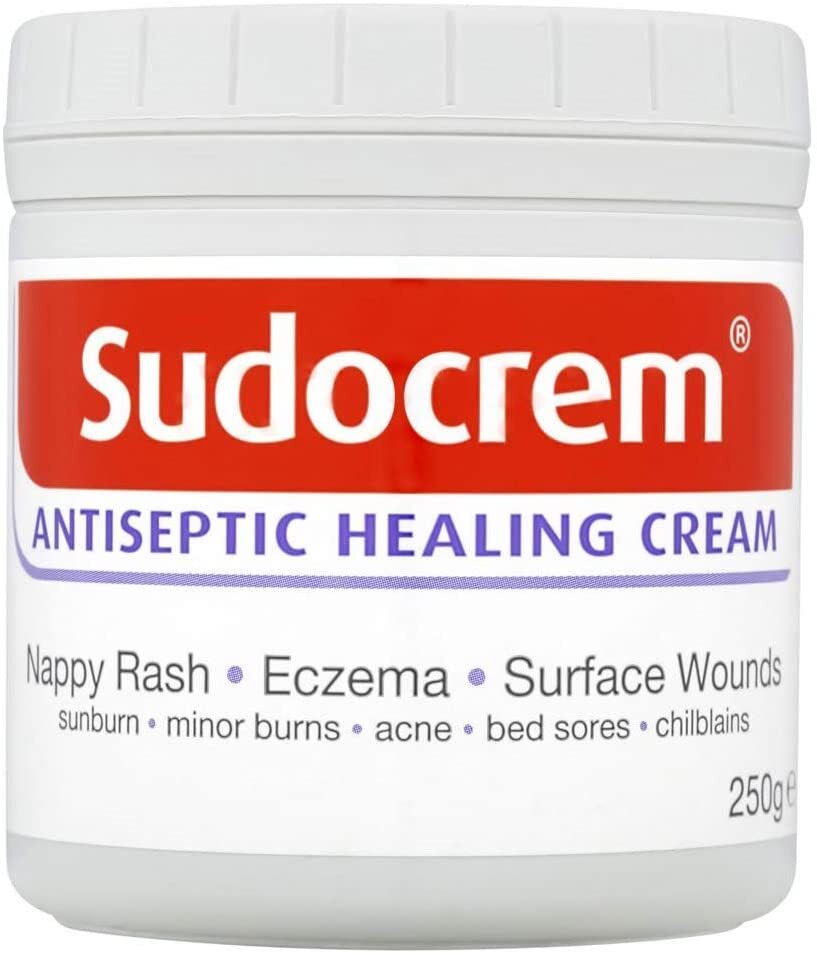 Sudocrem®
ANTISEPTIC HEALING CREAM
Nappy Rash • Eczema • Surface Wounds
sunburn • minor burns • acne • bed sores • chilblains
250g℮